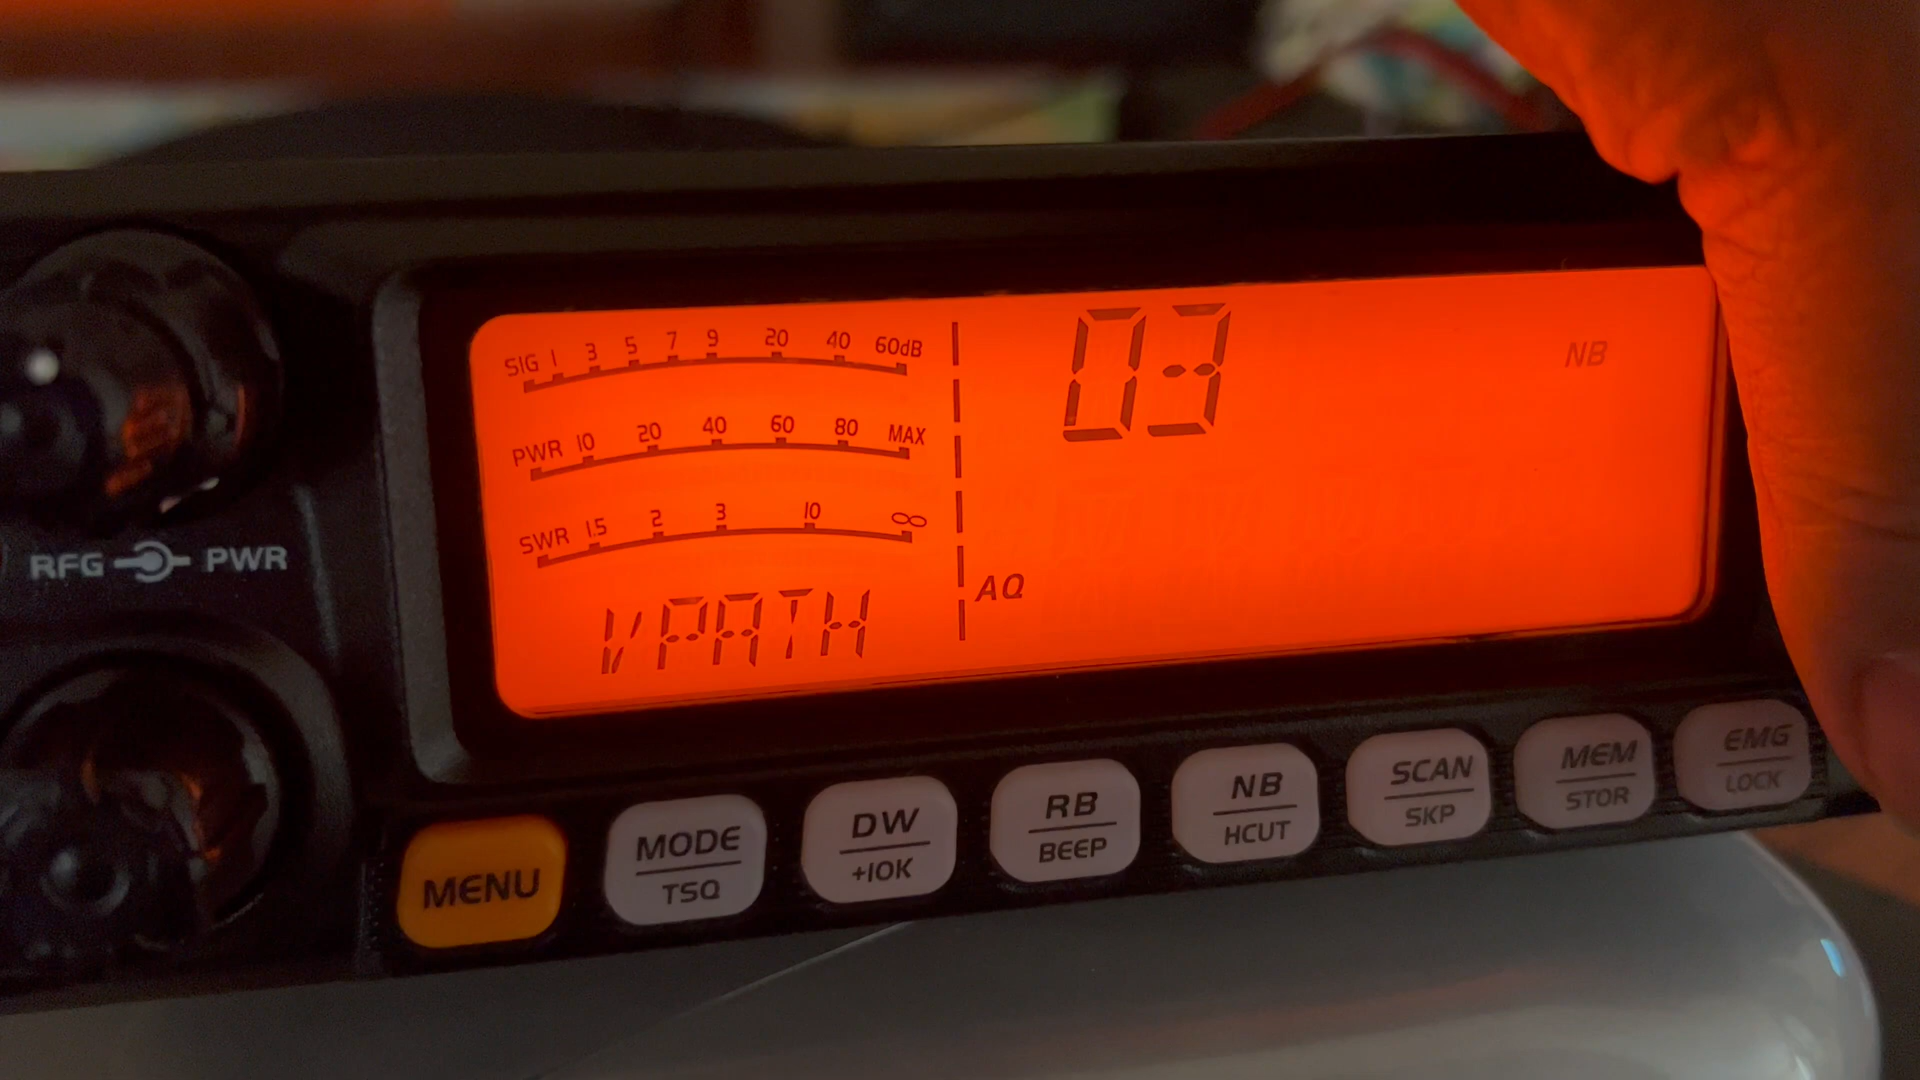 SIG 1 3 5 7 9 20 40 60dB
03
NB
PWR 10 20 40 60 80 MAX
SWR 1.5 2 3 10 ∞
AQ
VPATH
RFG PWR
MENU
MODE
TSQ
DW
+10K
RB
BEEP
NB
HCUT
SCAN
SKP
MEM
STOR
EMG
LOCK